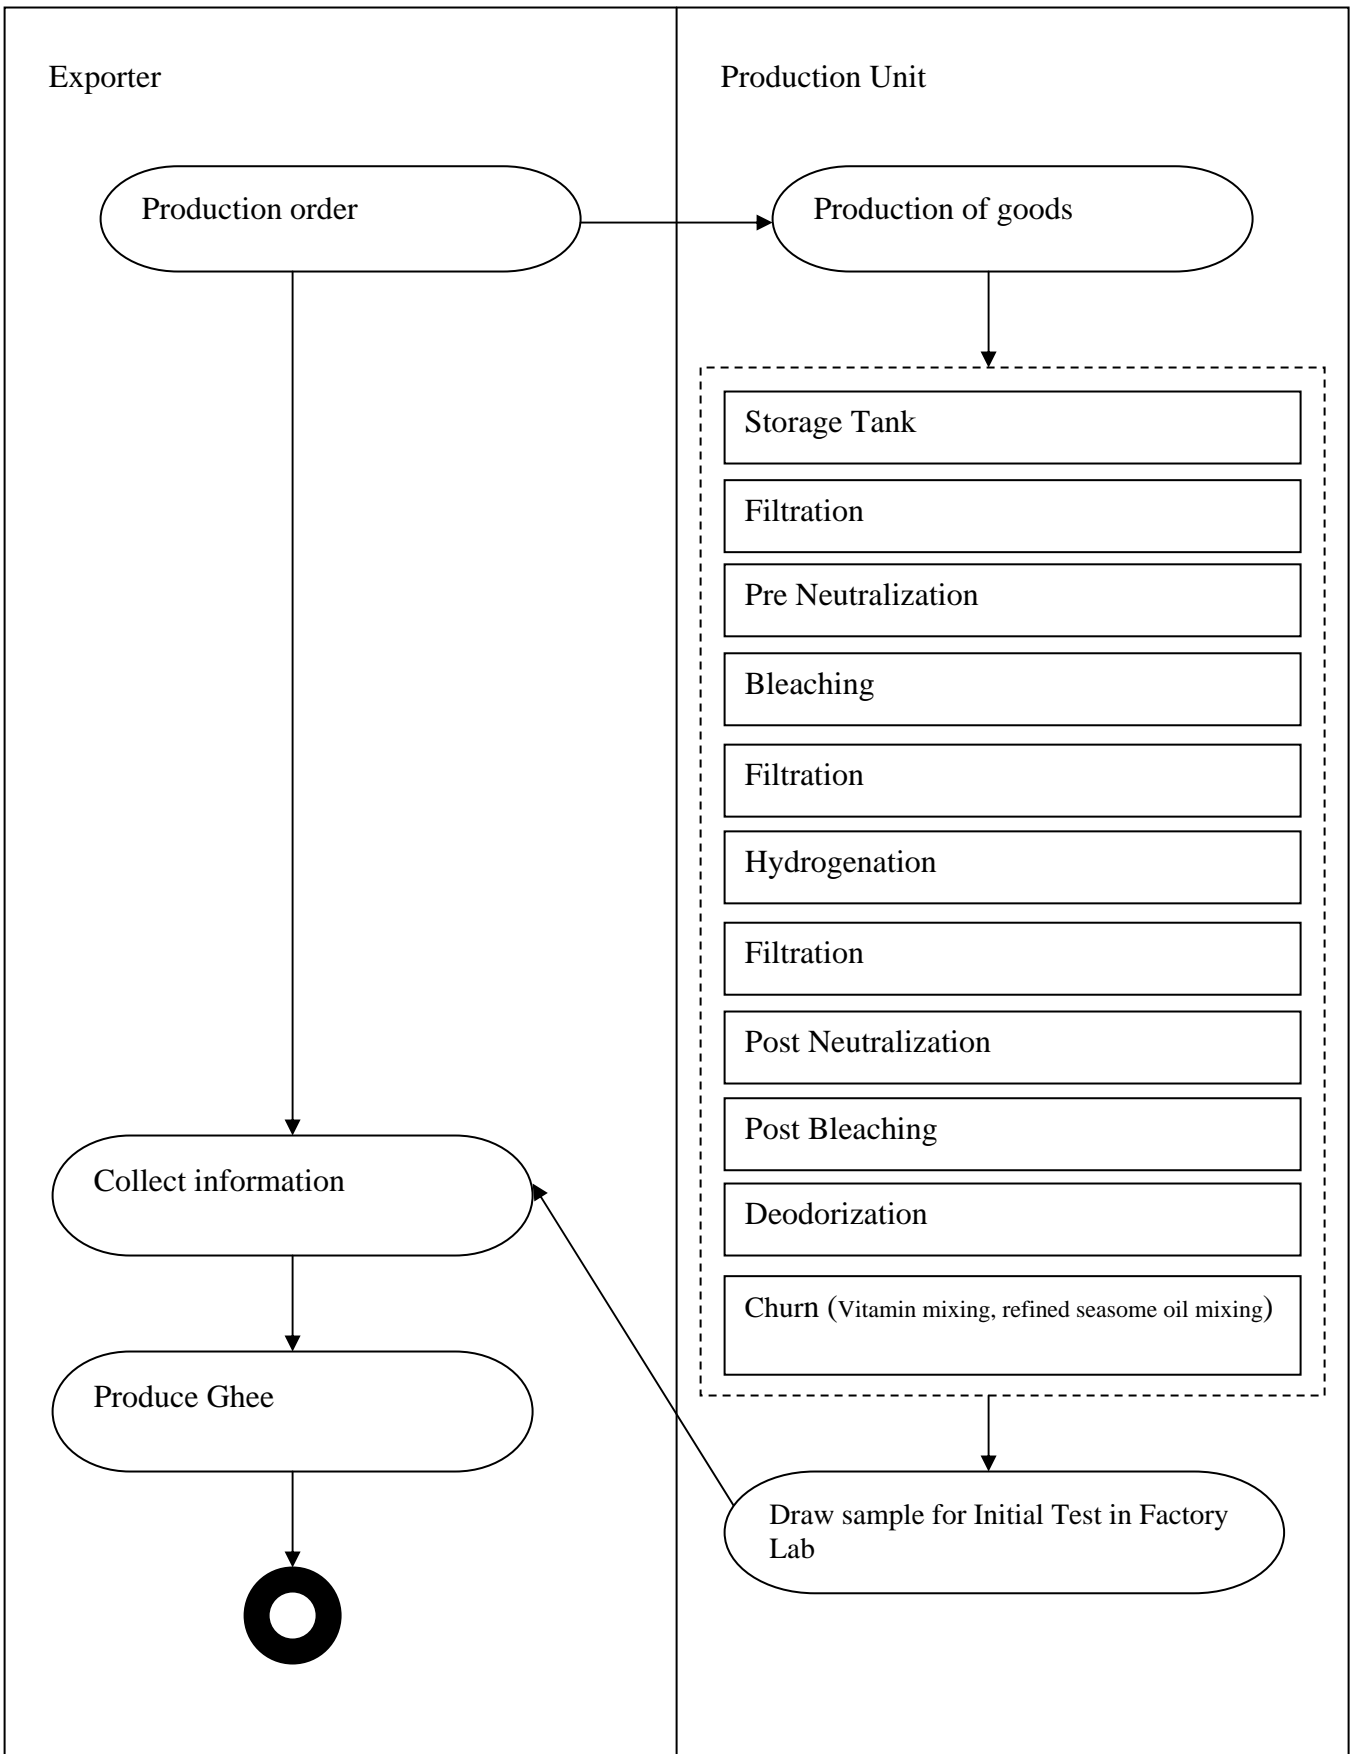 Exporter
Production Unit
Production order
Production of goods
Storage Tank
Filtration
Pre Neutralization
Bleaching
Filtration
Hydrogenation
Filtration
Post Neutralization
Post Bleaching
Deodorization
Churn (Vitamin mixing, refined seasome oil mixing)
Collect information
Produce Ghee
Draw sample for Initial Test in Factory
Lab